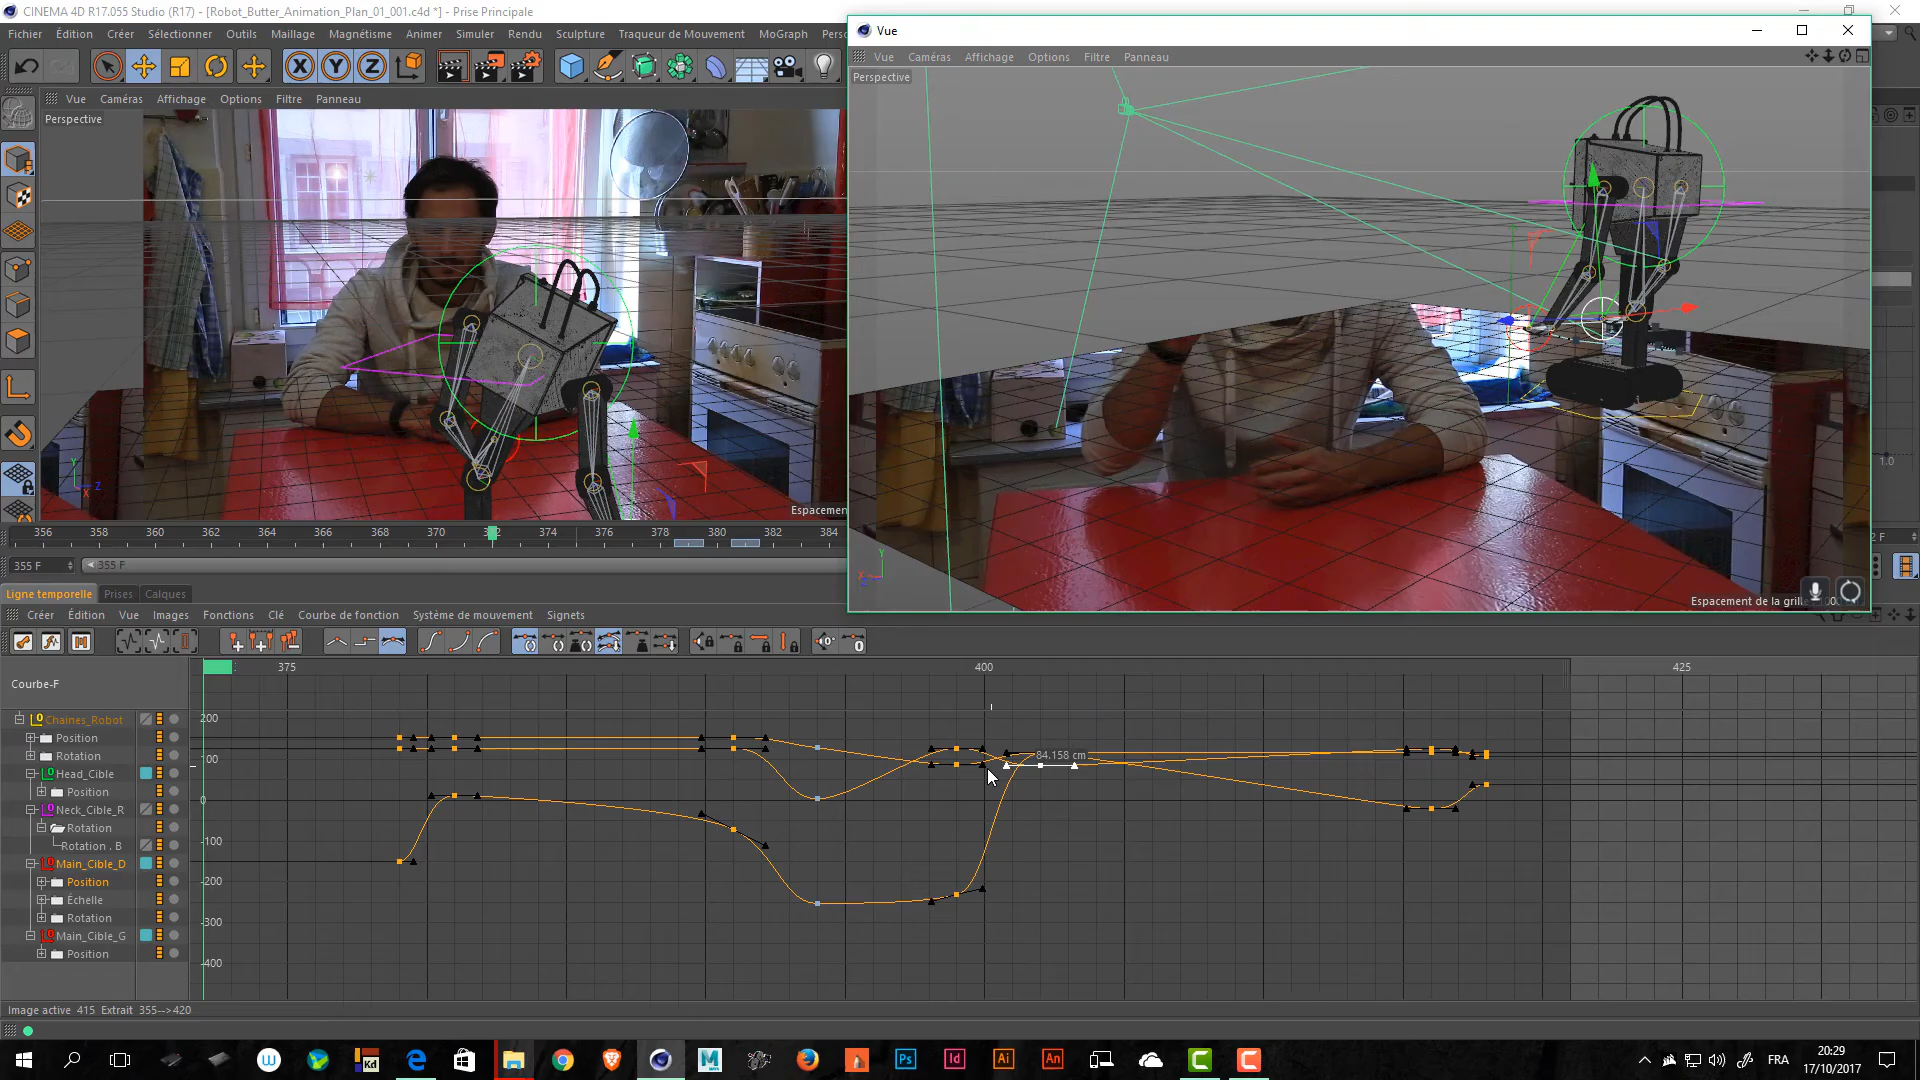 CINEMA 4D R17.055 Studio (R17) - [Robot_Butter_Animation_Plan_01_001.c4d *] - Prise Principale
Fichier Édition Créer Sélectionner Outils Maillage Magnétisme Animer Simuler Rendu Sculpture Traqueur de Mouvement MoGraph
Vue
Vue Caméras Affichage Options Filtre Panneau
Perspective
Vue Caméras Affichage Options Filtre Panneau
Perspective
Espacement
Espacement de la grill
356 358 360 362 364 366 368 370 372 374 376 378 380 382 384
355 F
355 F
2 F
1.0
Ligne temporelle Prises Calques
Créer Édition Vue Images Fonctions Clé Courbe de fonction Système de mouvement Signets
375 400 425
Courbe-F
Chaines_Robot
Position
Rotation
Head_Cible
Position
Neck_Cible_R
Rotation
Rotation . B
Main_Cible_D
Position
Échelle
Rotation
Main_Cible_G
Position
200
100
0
-100
-200
-300
-400
84.158 cm
Image active 415 Extrait 355-->420
FRA
20:29
17/10/2017